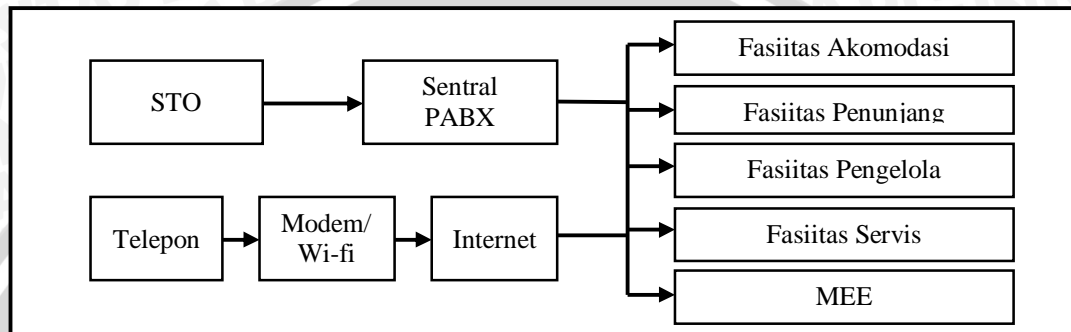 STO
Sentral
PABX
Telepon
Modem/
Wi-fi
Internet
Fasiitas Akomodasi
Fasiitas Penunjang
Fasiitas Pengelola
Fasiitas Servis
MEE